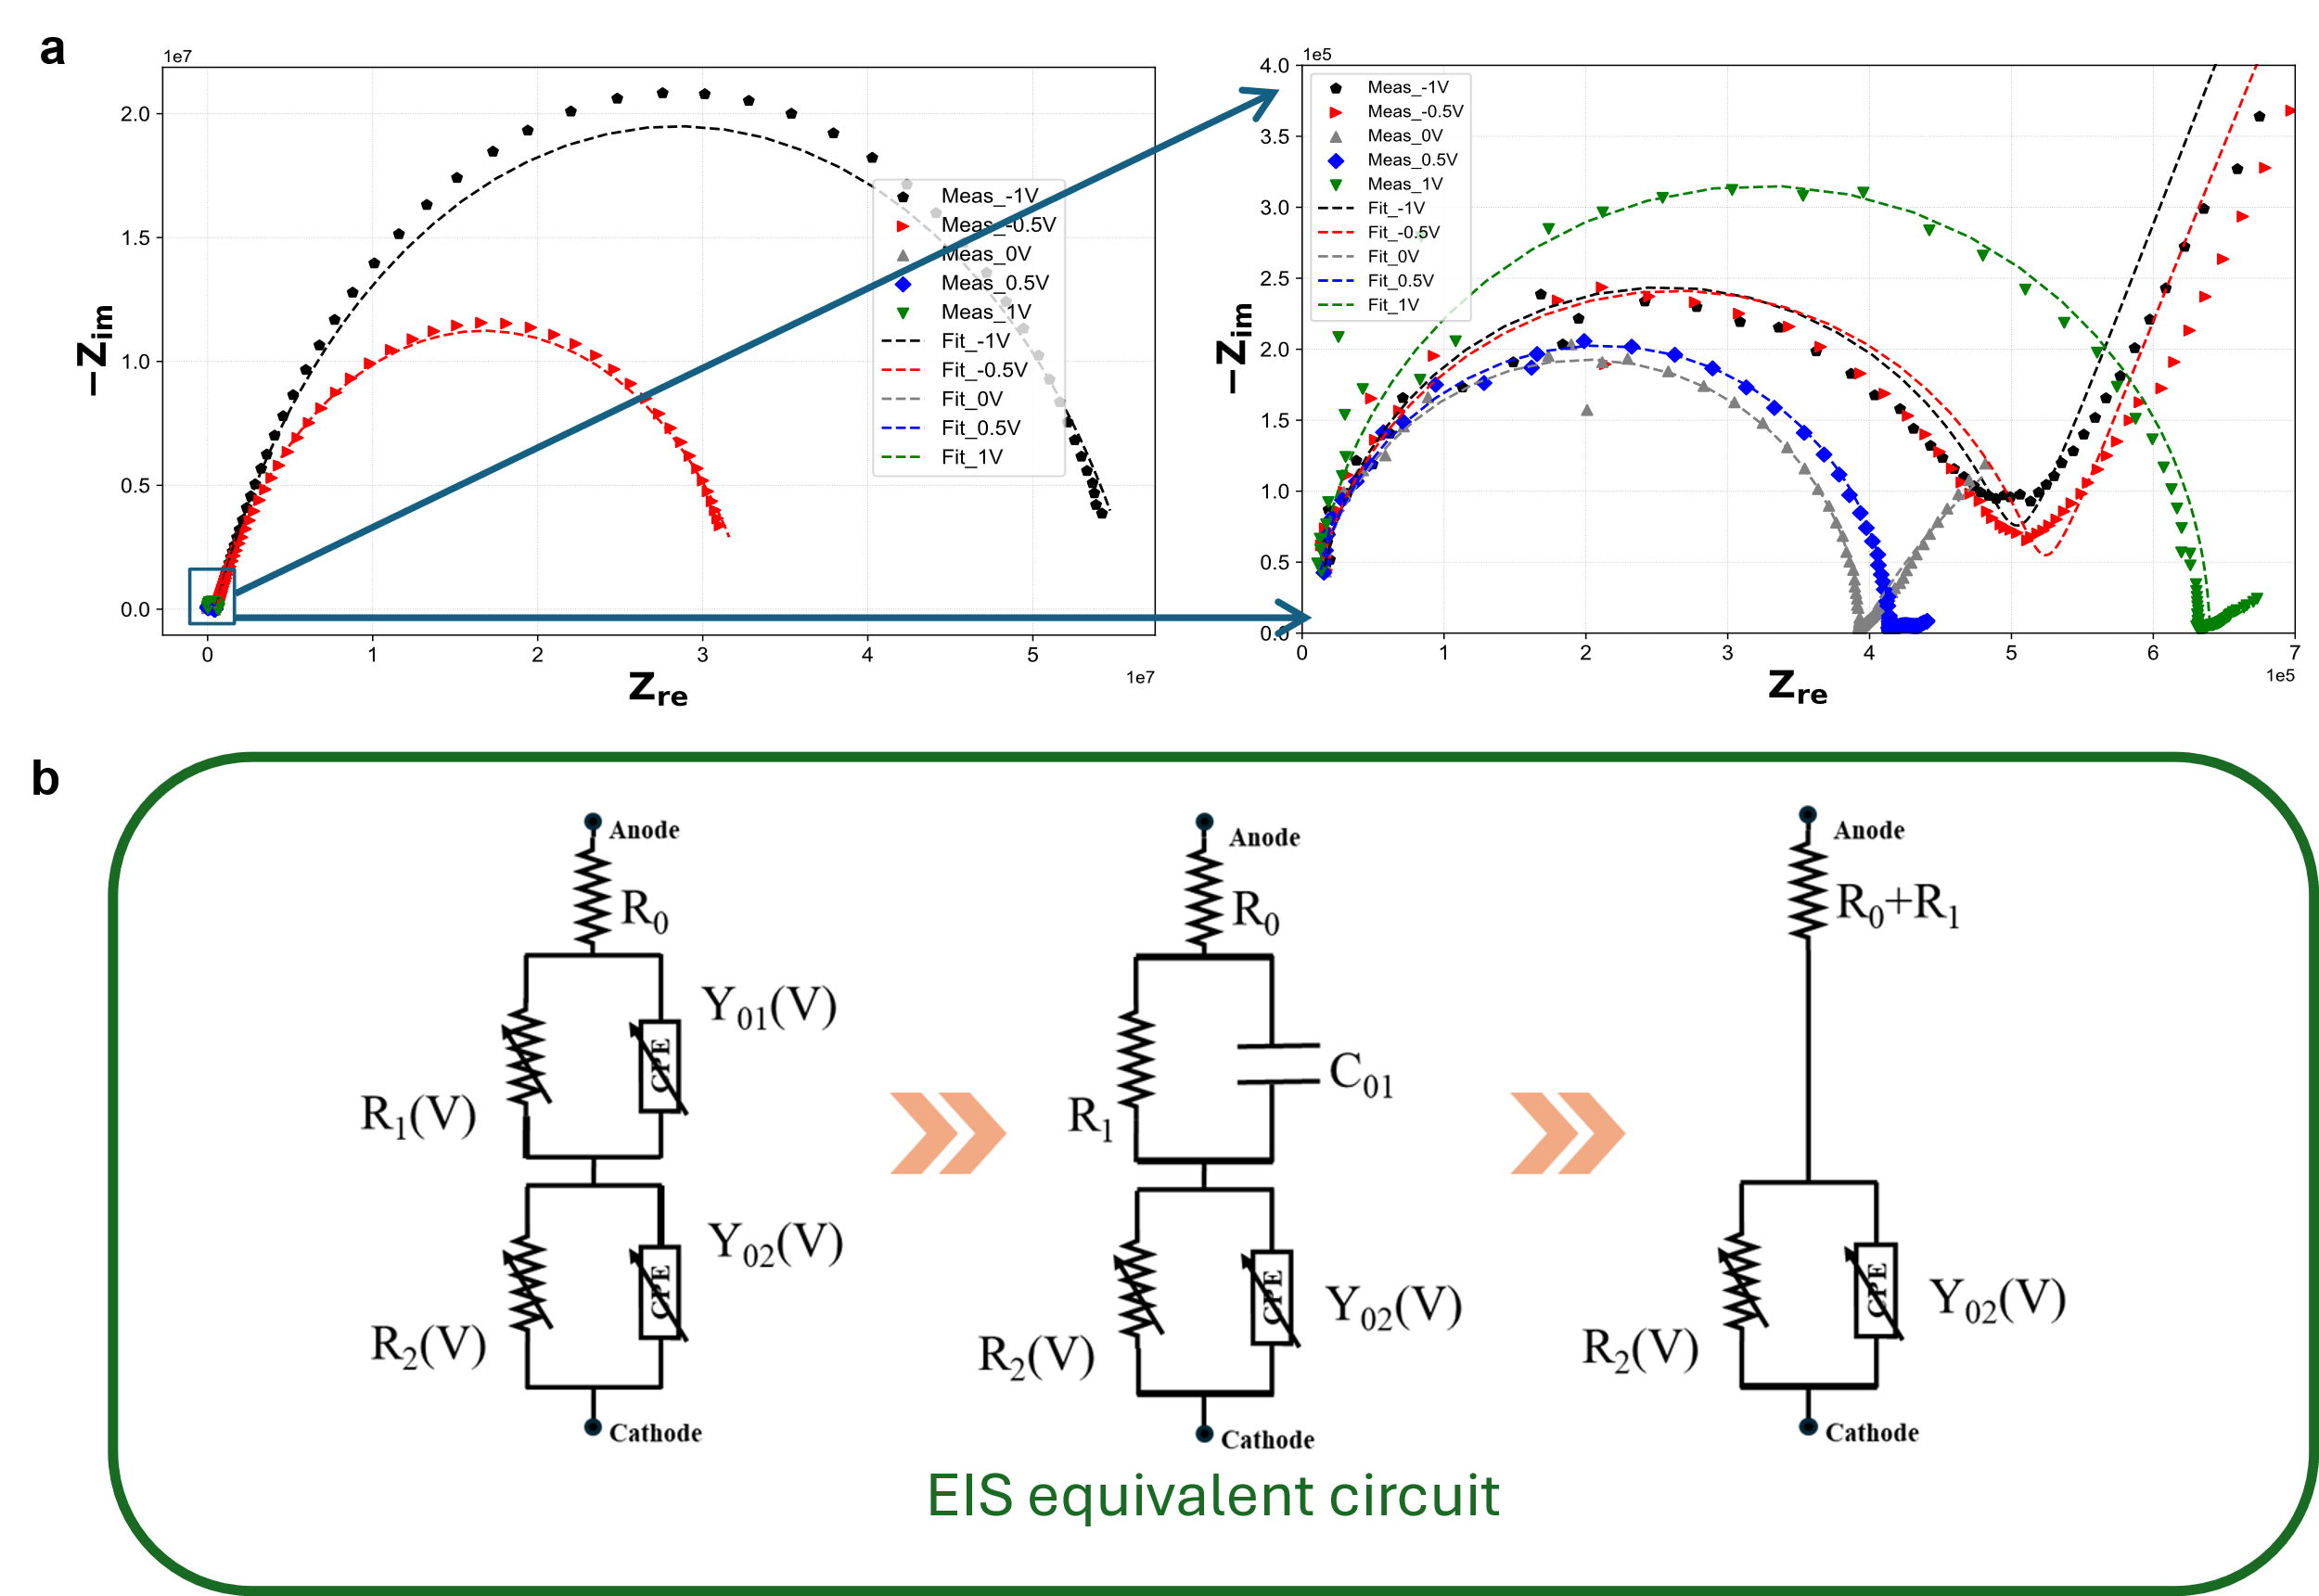 a
1e7
2.0
1.5
1.0
0.5
0.0
−Zim
0 1 2 3 4 5
1e7
Zre
Meas_-1V
Meas_-0.5V
Meas_0V
Meas_0.5V
Meas_1V
Fit_-1V
Fit_-0.5V
Fit_0V
Fit_0.5V
Fit_1V
1e5
4.0
3.5
3.0
2.5
2.0
1.5
1.0
0.5
0.0
−Zim
0 1 2 3 4 5 6 7
1e5
Zre
Meas_-1V
Meas_-0.5V
Meas_0V
Meas_0.5V
Meas_1V
Fit_-1V
Fit_-0.5V
Fit_0V
Fit_0.5V
Fit_1V
b
Anode
R0
Y01(V)
CPE
R1(V)
Y02(V)
CPE
R2(V)
Cathode
Anode
R0
C01
R1
CPE
Y02(V)
R2(V)
Cathode
Anode
R0+R1
CPE
Y02(V)
R2(V)
Cathode
EIS equivalent circuit